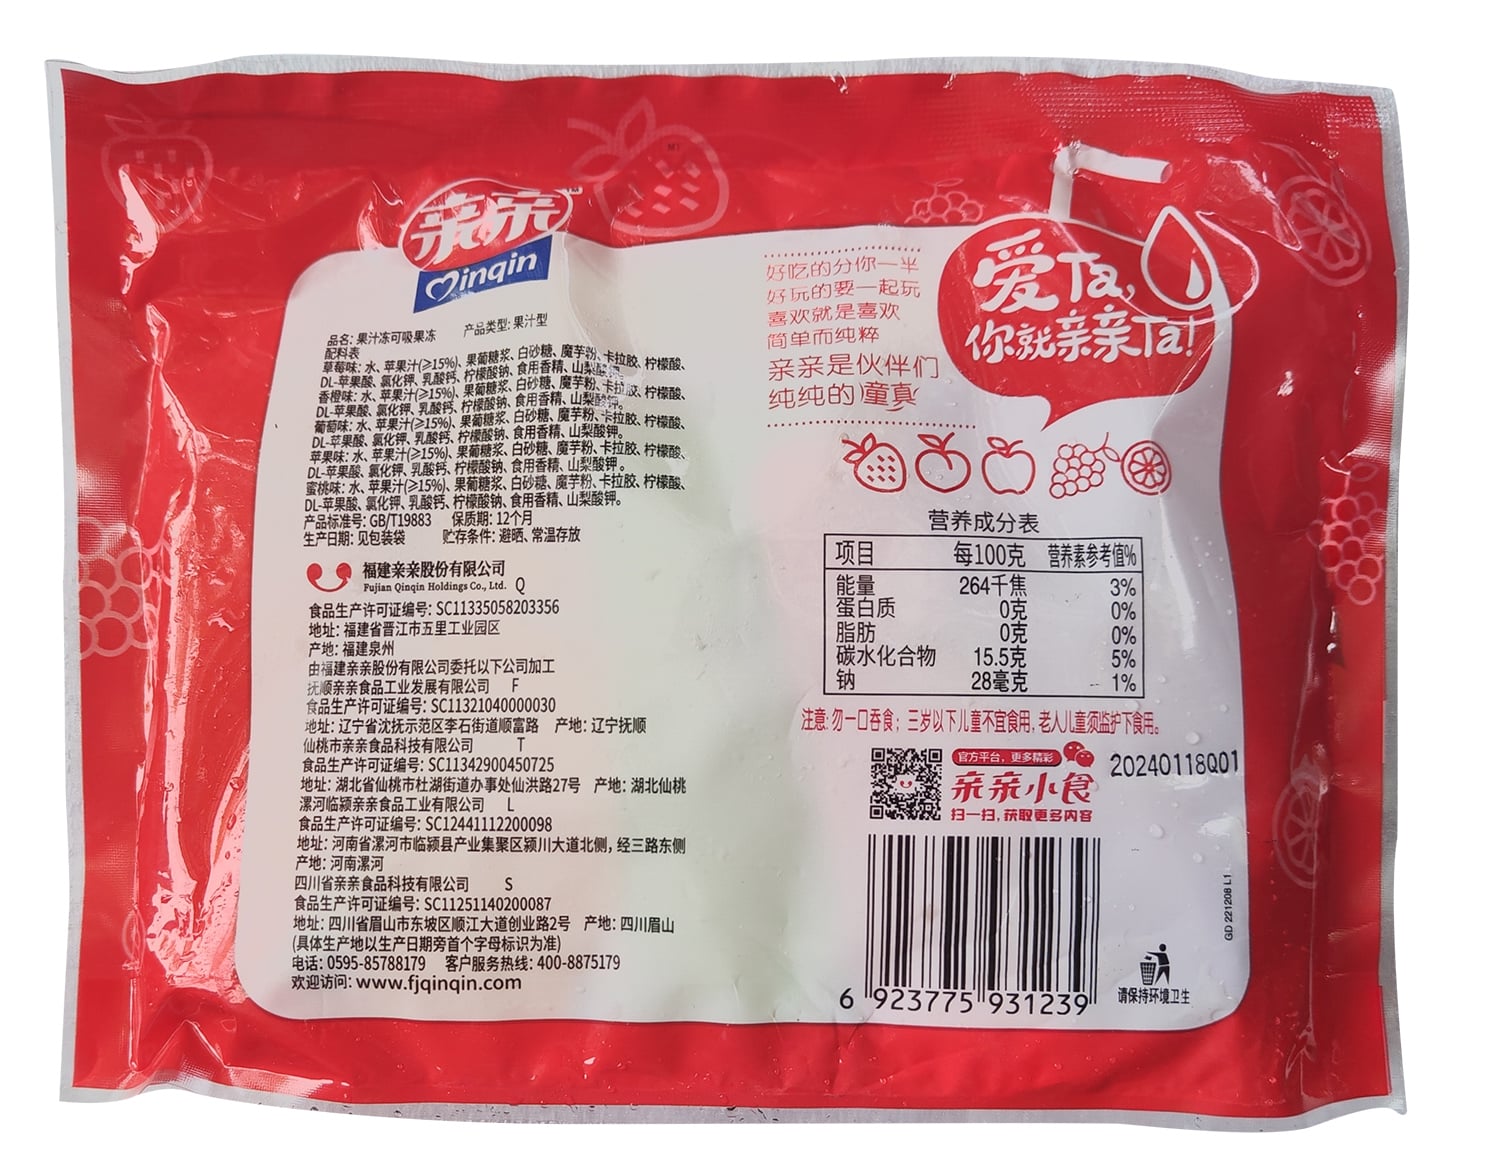 亲亲
Qinqin
品名: 果汁冻可吸果冻 产品类型: 果汁型
配料表
草莓味: 水、苹果汁(≥15%)、果葡糖浆、白砂糖、魔芋粉、卡拉胶、柠檬酸、
DL-苹果酸、氯化钾、乳酸钙、柠檬酸钠、食用香精、山梨酸钾。
香橙味: 水、苹果汁(≥15%)、果葡糖浆、白砂糖、魔芋粉、卡拉胶、柠檬酸、
DL-苹果酸、氯化钾、乳酸钙、柠檬酸钠、食用香精、山梨酸钾。
葡萄味: 水、苹果汁(≥15%)、果葡糖浆、白砂糖、魔芋粉、卡拉胶、柠檬酸、
DL-苹果酸、氯化钾、乳酸钙、柠檬酸钠、食用香精、山梨酸钾。
苹果味: 水、苹果汁(≥15%)、果葡糖浆、白砂糖、魔芋粉、卡拉胶、柠檬酸、
DL-苹果酸、氯化钾、乳酸钙、柠檬酸钠、食用香精、山梨酸钾。
蜜桃味: 水、苹果汁(≥15%)、果葡糖浆、白砂糖、魔芋粉、卡拉胶、柠檬酸、
DL-苹果酸、氯化钾、乳酸钙、柠檬酸钠、食用香精、山梨酸钾。
产品标准号: GB/T19883 保质期: 12个月
生产日期: 见包装袋 贮存条件: 避晒、常温存放
福建亲亲股份有限公司
Fujian Qinqin Holdings Co., Ltd. Q
食品生产许可证编号: SC11335058203356
地址: 福建省晋江市五里工业园区
产地: 福建泉州
由福建亲亲股份有限公司委托以下公司加工
抚顺亲亲食品工业发展有限公司 F
食品生产许可证编号: SC11321040000030
地址: 辽宁省沈抚示范区李石街道顺富路 产地: 辽宁抚顺
仙桃市亲亲食品科技有限公司 T
食品生产许可证编号: SC11342900450725
地址: 湖北省仙桃市杜湖街道办事处仙洪路27号 产地: 湖北仙桃
漯河临颍亲亲食品工业有限公司 L
食品生产许可证编号: SC12441112200098
地址: 河南省漯河市临颍县产业集聚区颍川大道北侧，经三路东侧
产地: 河南漯河
四川省亲亲食品科技有限公司 S
食品生产许可证编号: SC11251140200087
地址: 四川省眉山市东坡区顺江大道创业路2号 产地: 四川眉山
(具体生产地以生产日期旁首个字母标识为准)
电话: 0595-85788179 客户服务热线: 400-8875179
欢迎访问: www.fjqinqin.com
好吃的分你一半
好玩的要一起玩
喜欢就是喜欢
简单而纯粹
亲亲是伙伴们
纯纯的童真
爱Ta,
你就亲亲Ta!
营养成分表
项目 每100克 营养素参考值%
能量 264千焦 3%
蛋白质 0克 0%
脂肪 0克 0%
碳水化合物 15.5克 5%
钠 28毫克 1%
注意: 勿一口吞食；三岁以下儿童不宜食用, 老人儿童须监护下食用。
官方平台，更多精彩
亲亲小食
扫一扫, 获取更多内容
20240118Q01
GD 221208 L1
6 923775 931239
请保持环境卫生